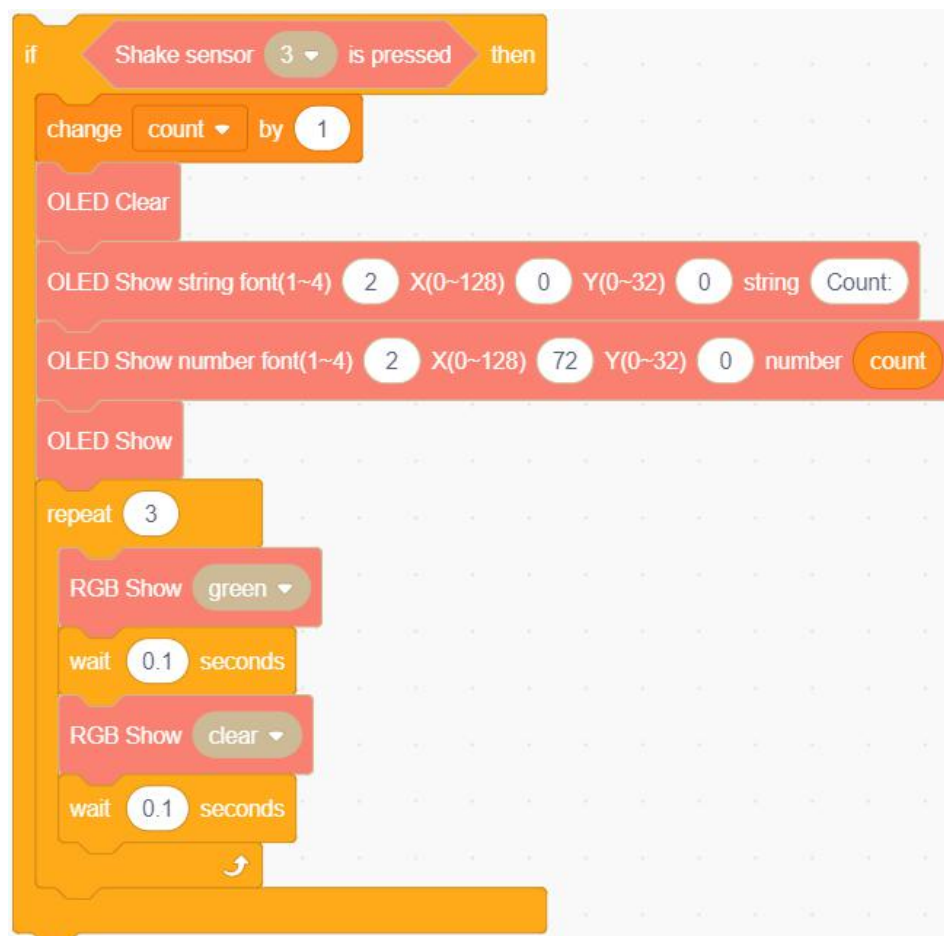 if Shake sensor 3 is pressed then
change count by 1
OLED Clear
OLED Show string font(1~4) 2 X(0~128) 0 Y(0~32) 0 string Count:
OLED Show number font(1~4) 2 X(0~128) 72 Y(0~32) 0 number count
OLED Show
repeat 3
RGB Show green
wait 0.1 seconds
RGB Show clear
wait 0.1 seconds